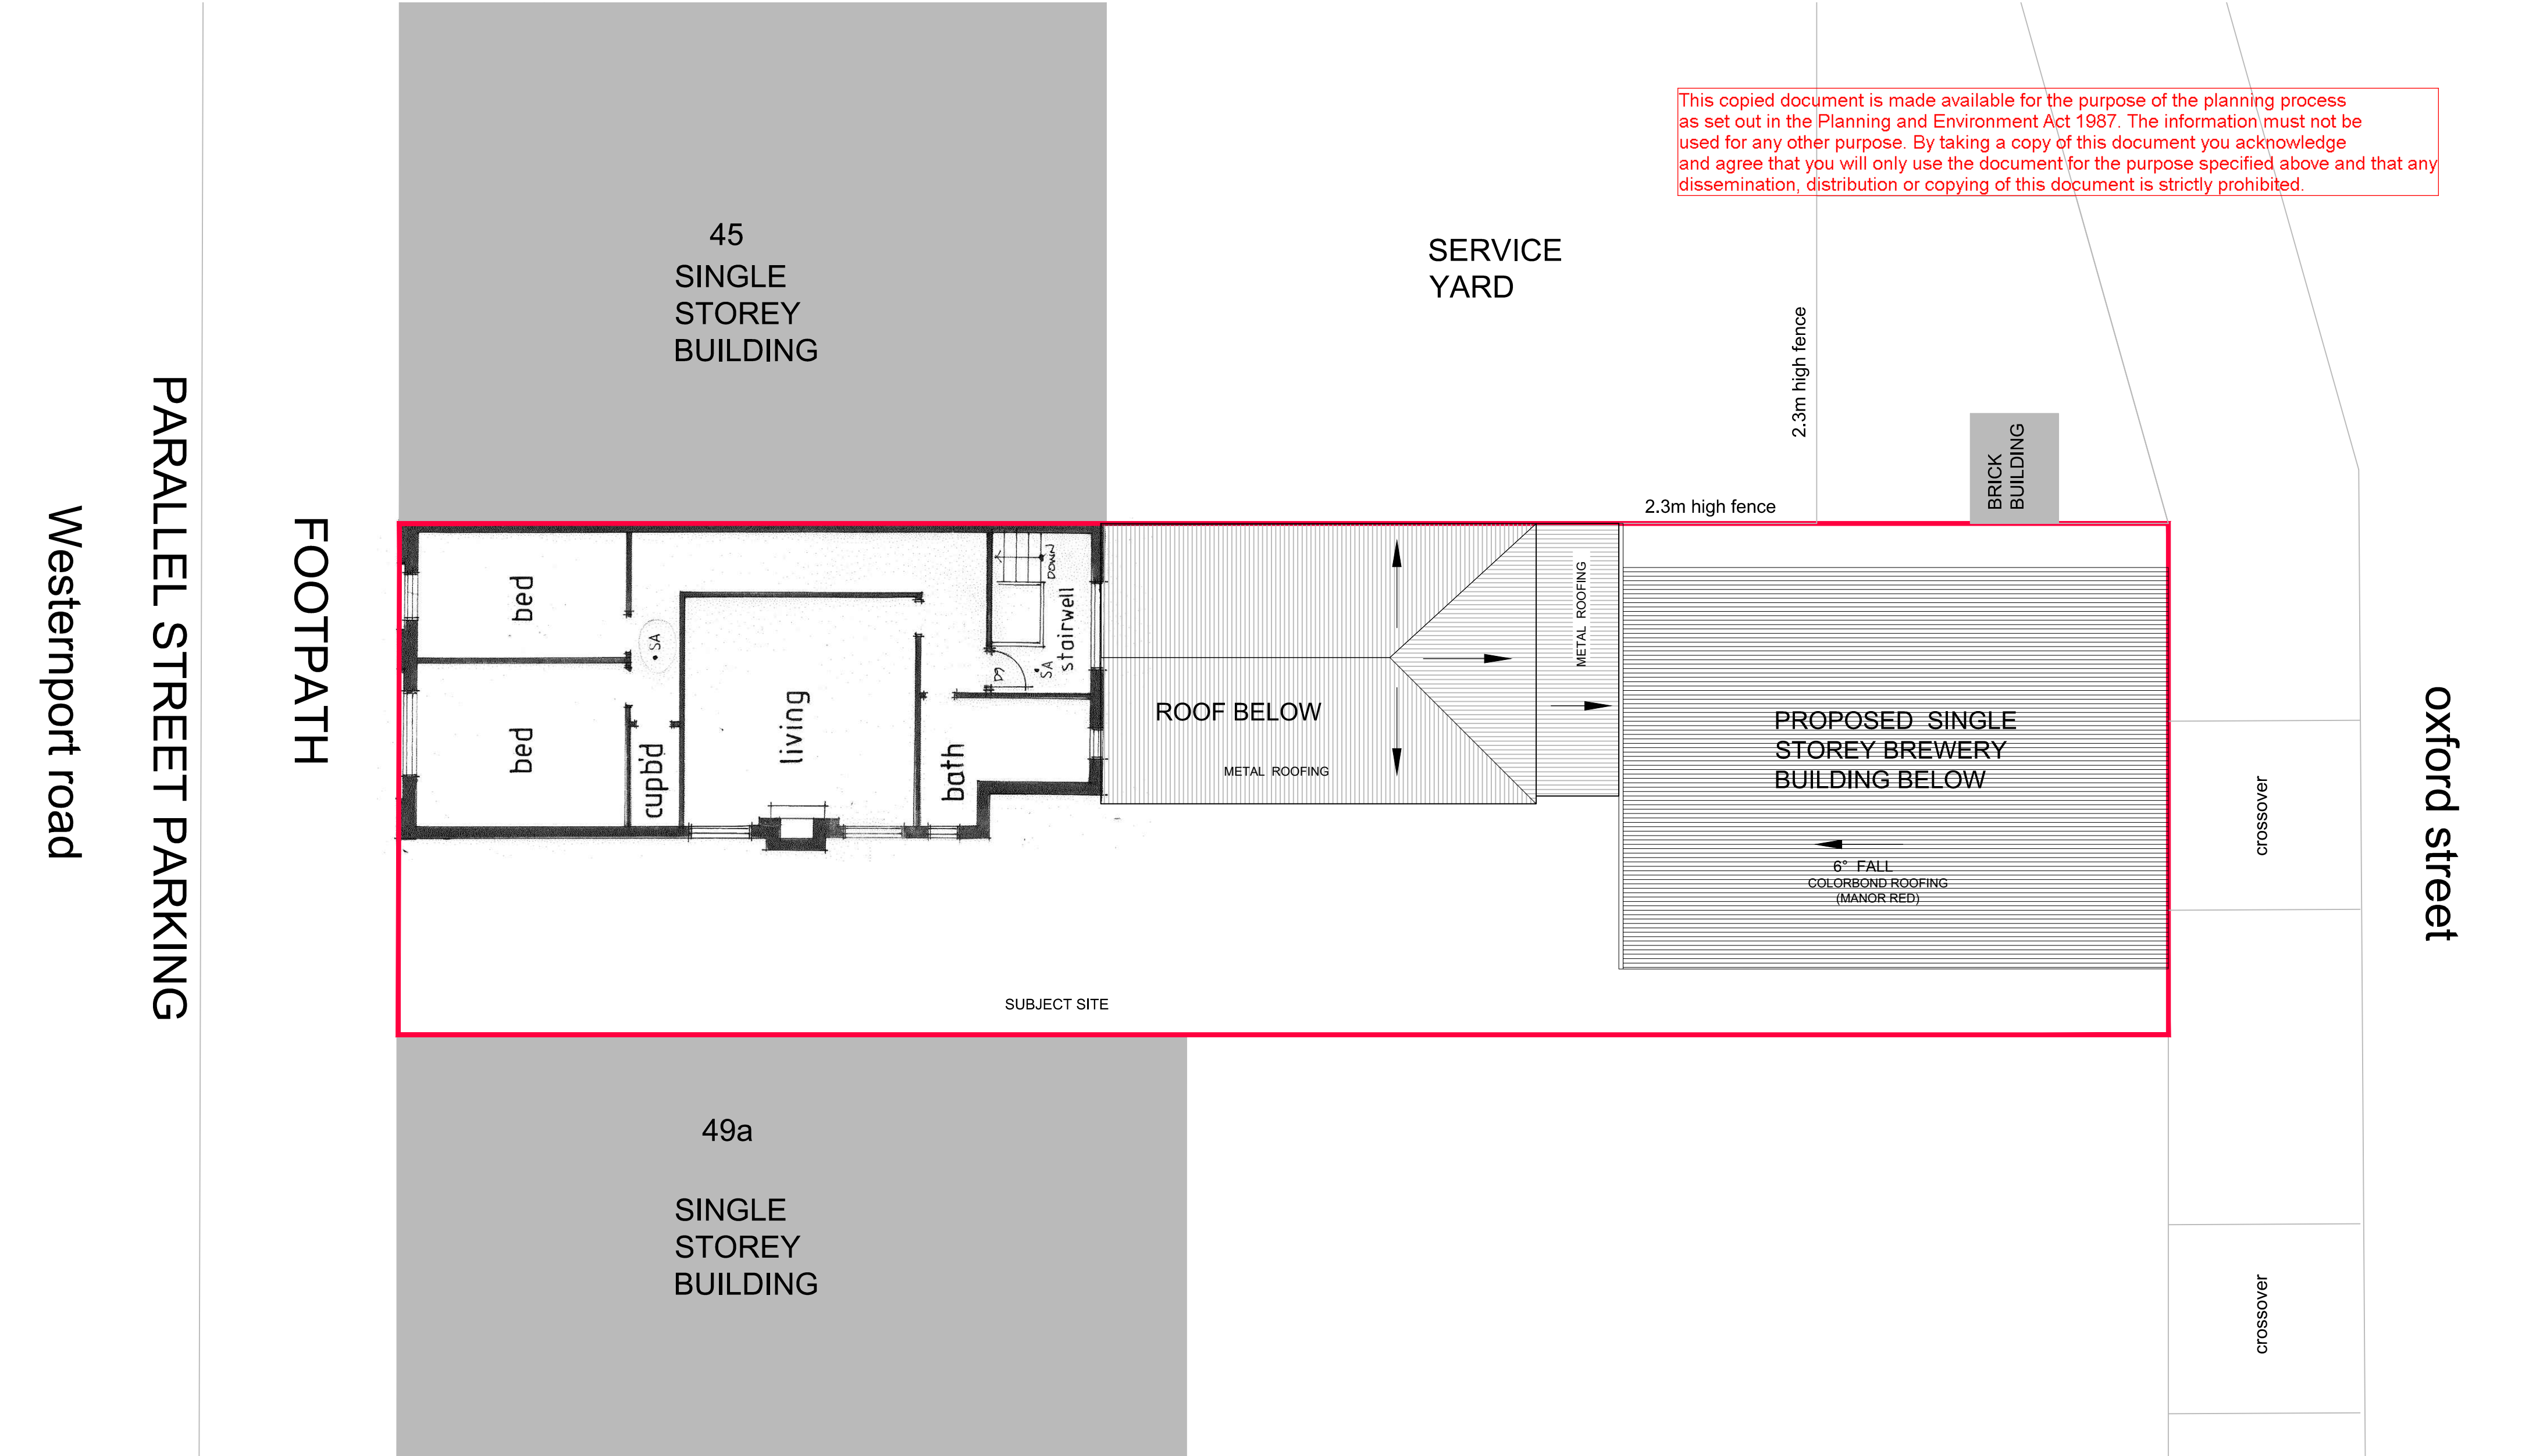 This copied document is made available for the purpose of the planning process
as set out in the Planning and Environment Act 1987. The information must not be
used for any other purpose. By taking a copy of this document you acknowledge
and agree that you will only use the document for the purpose specified above and that any
dissemination, distribution or copying of this document is strictly prohibited.
45
SINGLE
STOREY
BUILDING
SERVICE
YARD
2.3m high fence
BRICK
BUILDING
2.3m high fence
Westernport road
PARALLEL STREET PARKING
FOOTPATH
bed
bed
SA
cupb'd
living
bath
DOWN
stairwell
SA
ROOF BELOW
METAL ROOFING
METAL ROOFING
PROPOSED SINGLE
STOREY BREWERY
BUILDING BELOW
6° FALL
COLORBOND ROOFING
(MANOR RED)
crossover
oxford street
SUBJECT SITE
49a
SINGLE
STOREY
BUILDING
crossover